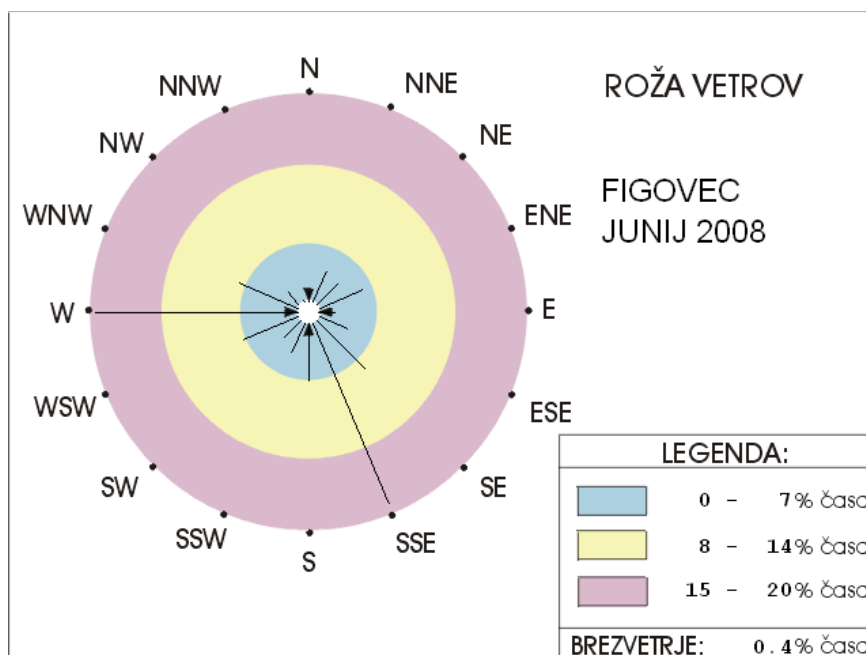 ROŽA VETROV
FIGOVEC
JUNIJ 2008
N
NNE
NE
ENE
E
ESE
SE
SSE
S
SSW
SW
WSW
W
WNW
NW
NNW
LEGENDA:
0 - 7% časa
8 - 14% časa
15 - 20% časa
BREZVETRJE: 0.4% časa